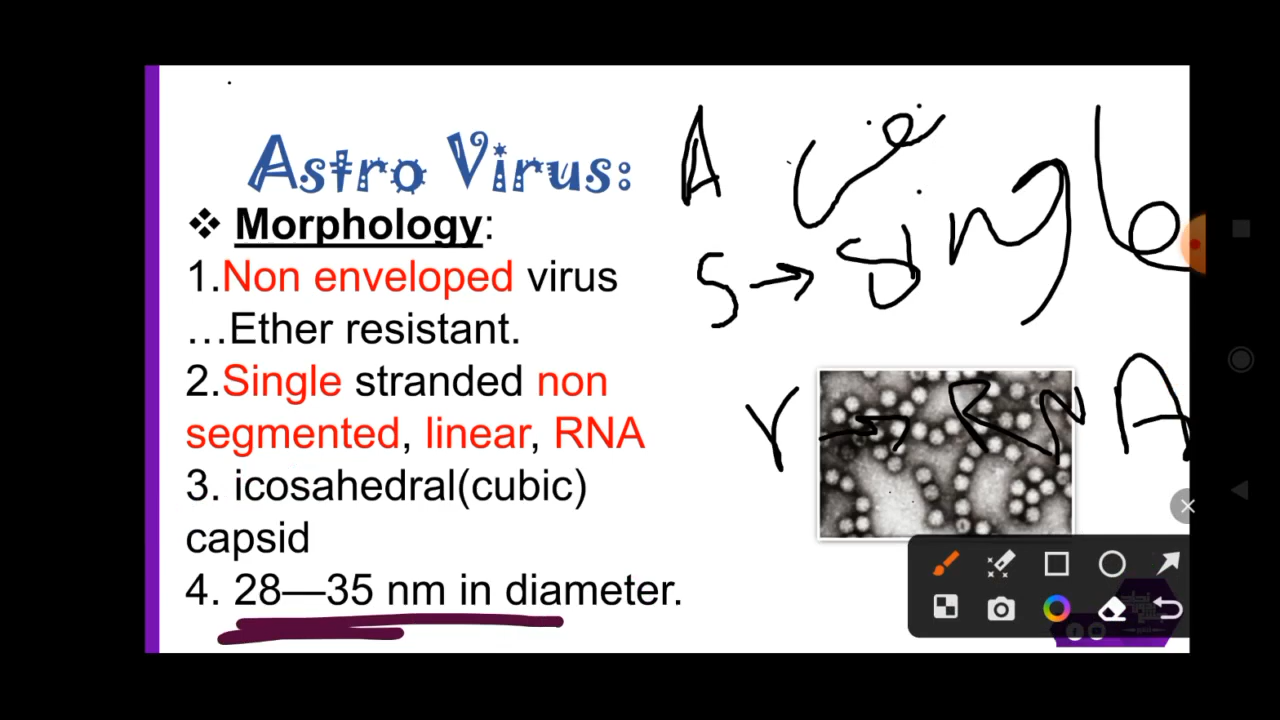 Astro Virus:
❖ Morphology:
1.Non enveloped virus
…Ether resistant.
2.Single stranded non
segmented, linear, RNA
3. icosahedral(cubic)
capsid
4. 28—35 nm in diameter.
A
S → Single
r → RNA